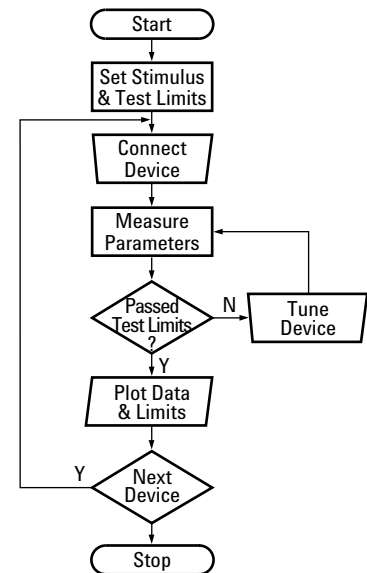 Start
Set Stimulus
& Test Limits
Connect
Device
Measure
Parameters
Passed
Test Limits
?
N
Tune
Device
Y
Plot Data
& Limits
Y
Next
Device
Stop